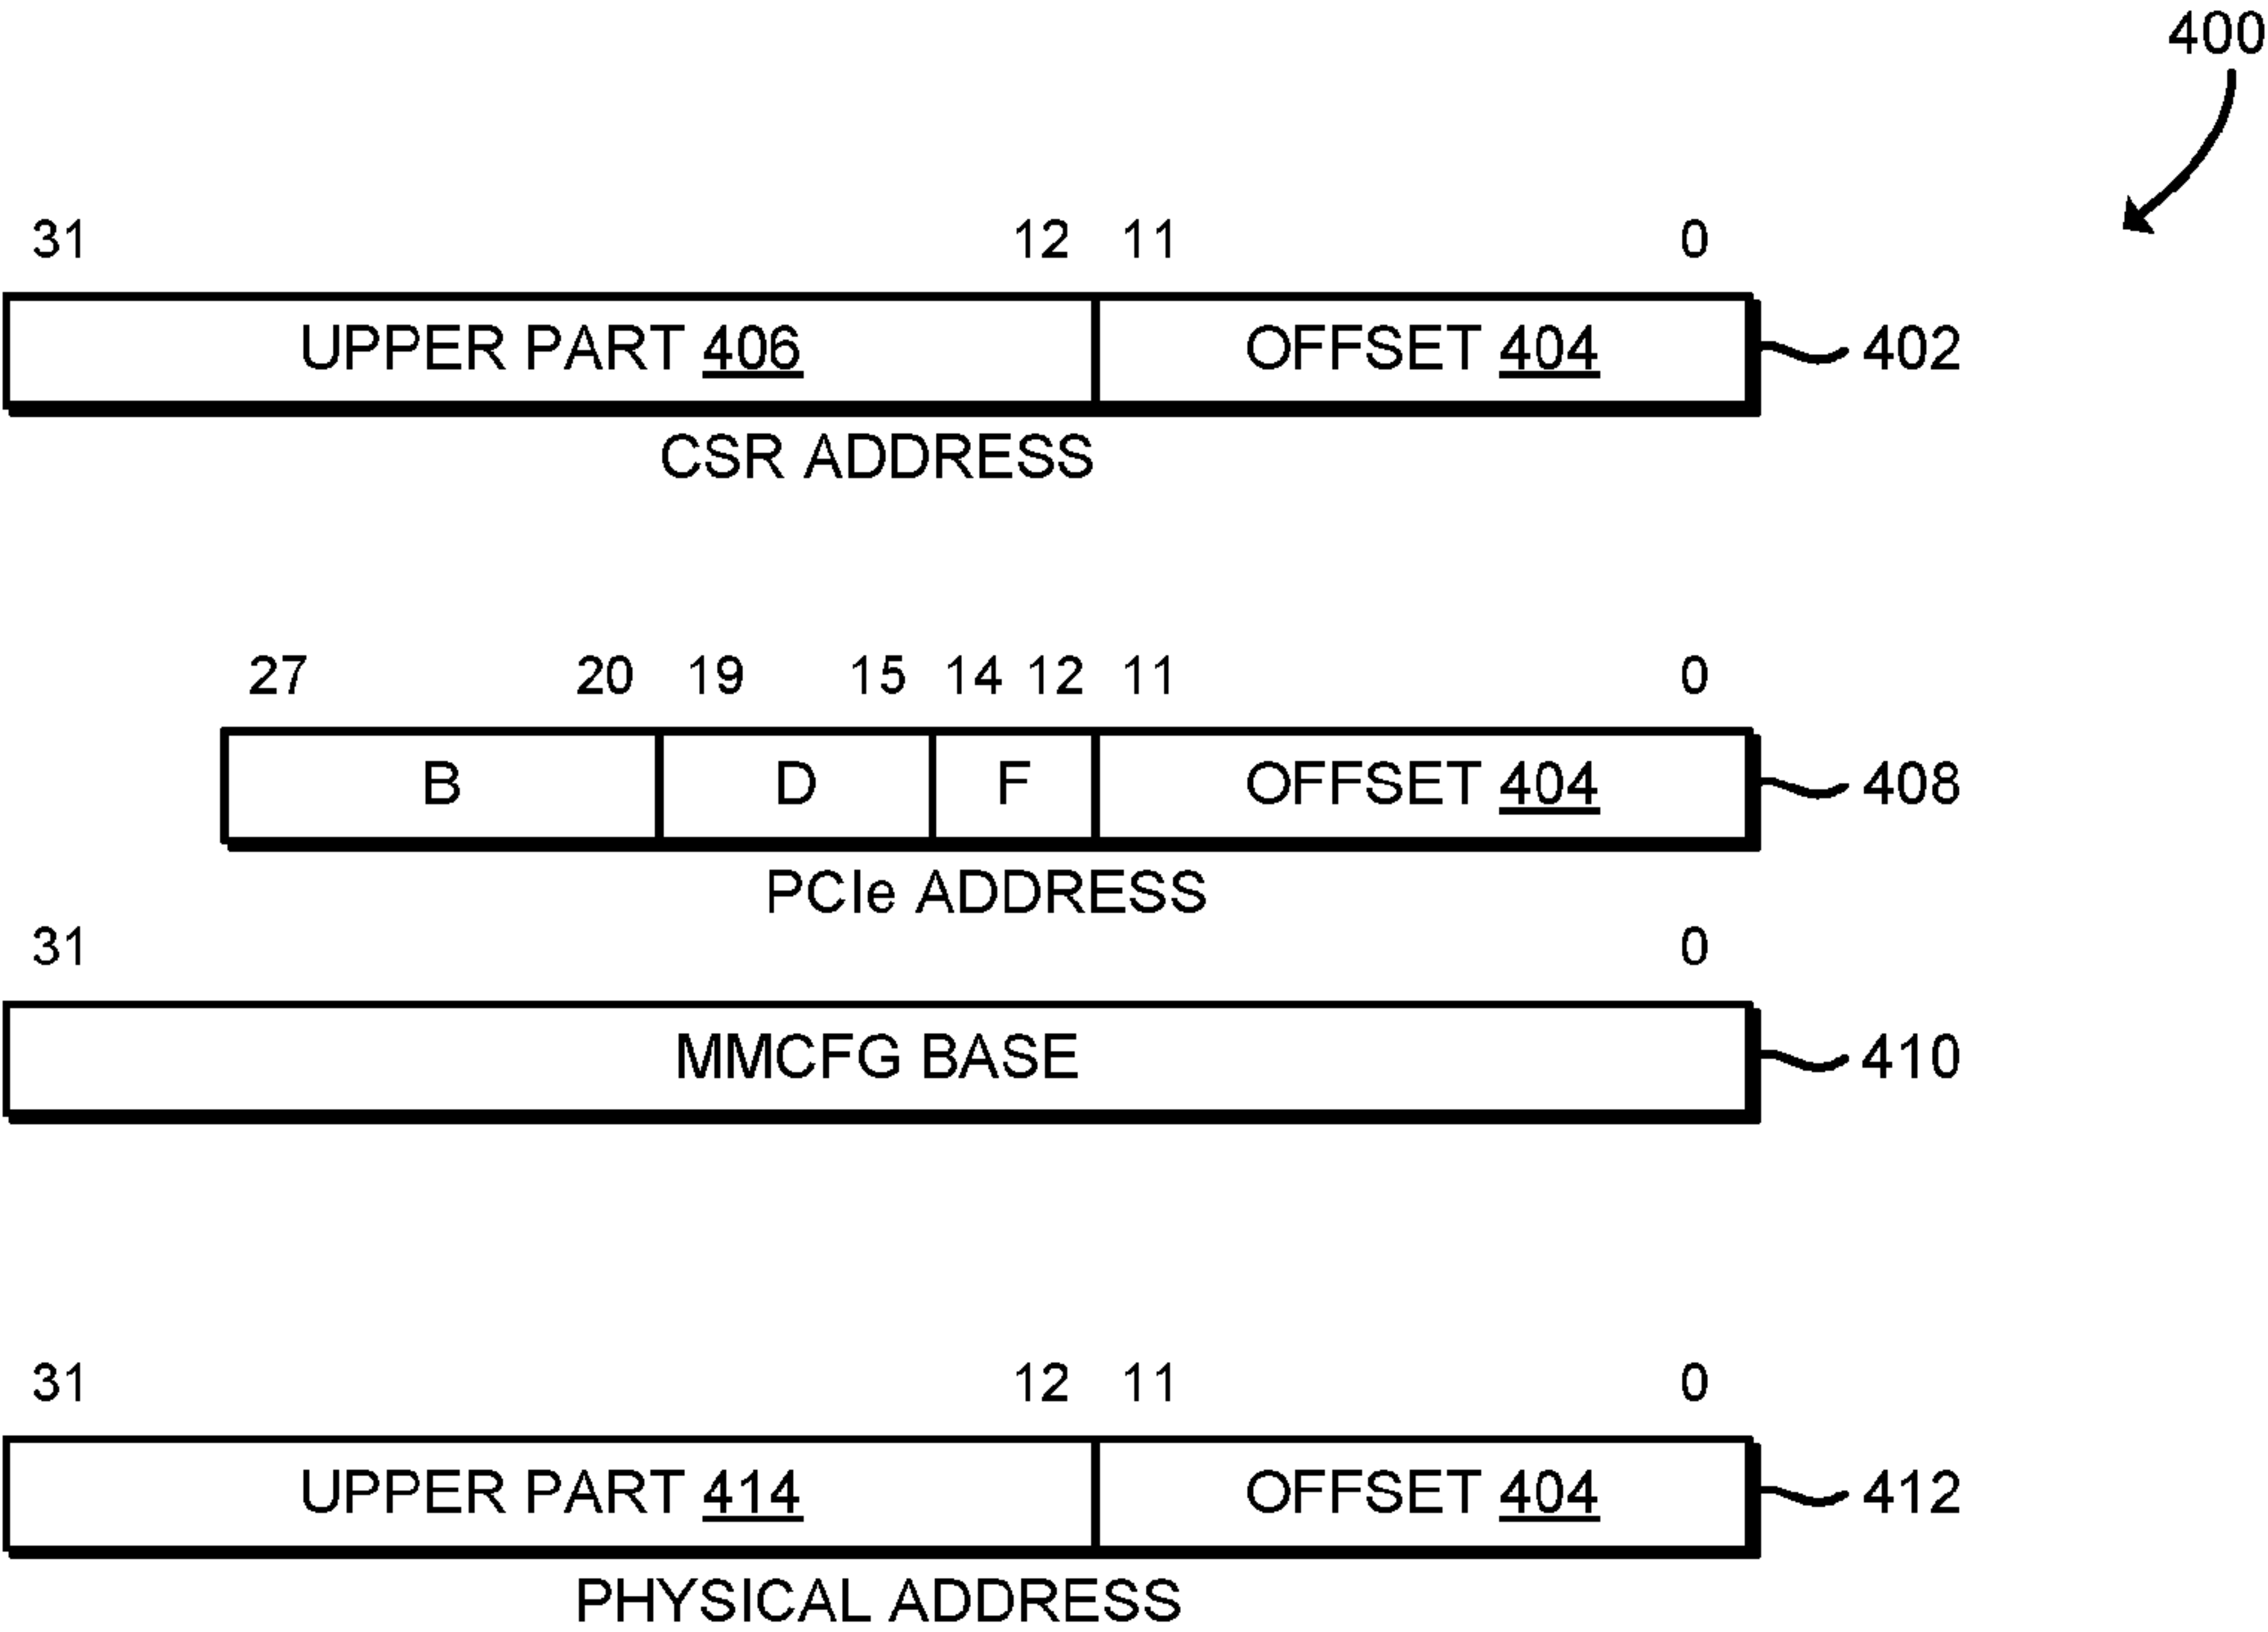 400
31 12 11 0
UPPER PART 406 OFFSET 404 402
CSR ADDRESS
27 20 19 15 14 12 11 0
B D F OFFSET 404 408
PCIe ADDRESS
31 0
MMCFG BASE 410
31 12 11 0
UPPER PART 414 OFFSET 404 412
PHYSICAL ADDRESS